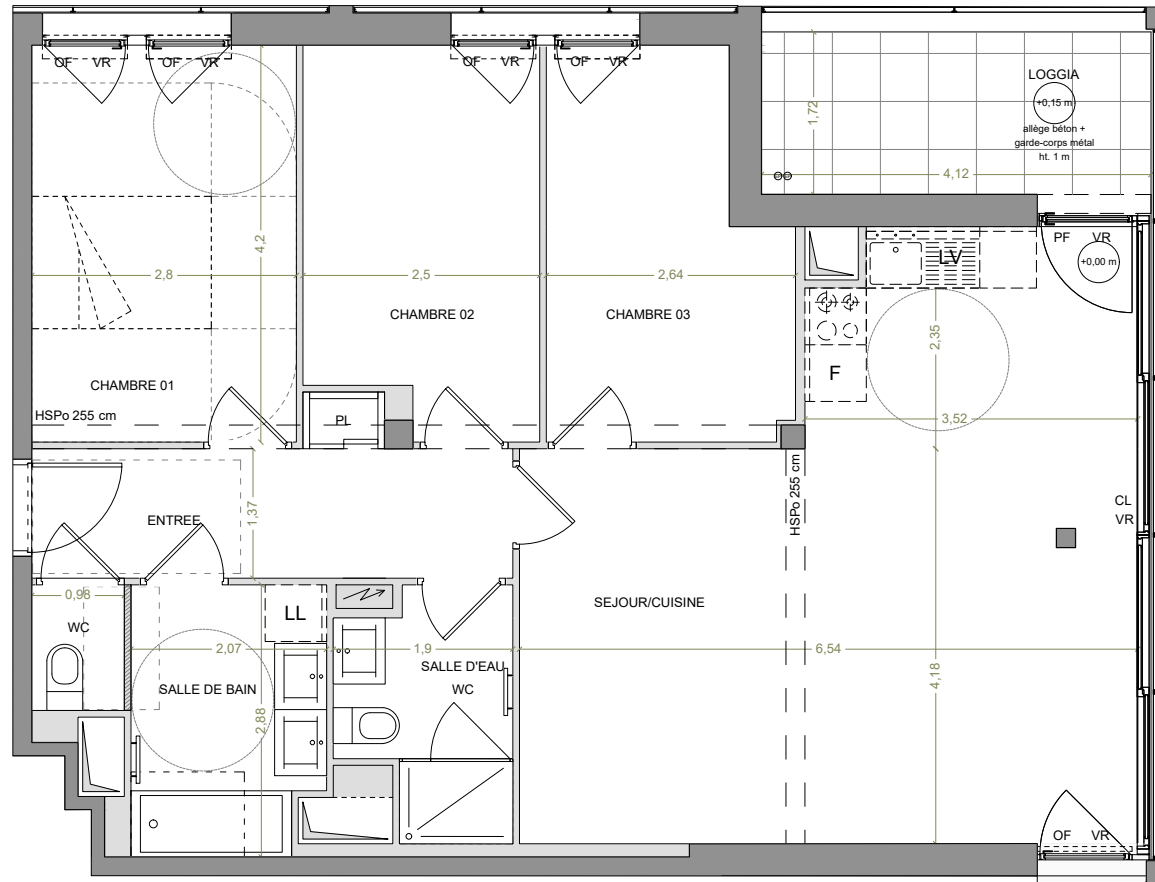 OF VR
OF VR
OF VR
OF VR
LOGGIA
+0,15 m
allège béton +
garde-corps métal
ht. 1 m
1,72
4,12
4,2
2,8
2,5
2,64
PF VR
+0,00 m
LV
CHAMBRE 02
CHAMBRE 03
2,35
F
CHAMBRE 01
HSPo 255 cm
PL
3,52
HSPo 255 cm
CL
VR
ENTREE
1,37
0,98
WC
LL
SEJOUR/CUISINE
2,07
1,9
6,54
SALLE D'EAU
WC
SALLE DE BAIN
2,88
4,18
OF VR